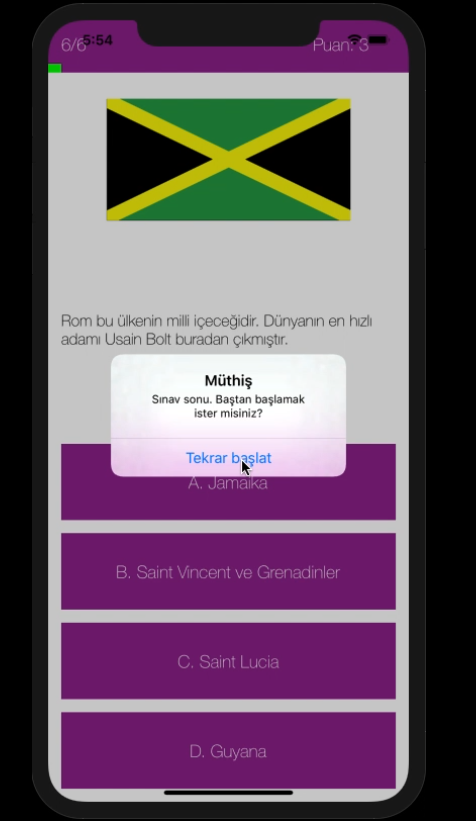 6/6
5:54
Puan: 3
Rom bu ülkenin milli içeceğidir. Dünyanın en hızlı
adamı Usain Bolt buradan çıkmıştır.
Müthiş
Sınav sonu. Baştan başlamak
ister misiniz?
Tekrar başlat
A. Jamaika
B. Saint Vincent ve Grenadinler
C. Saint Lucia
D. Guyana